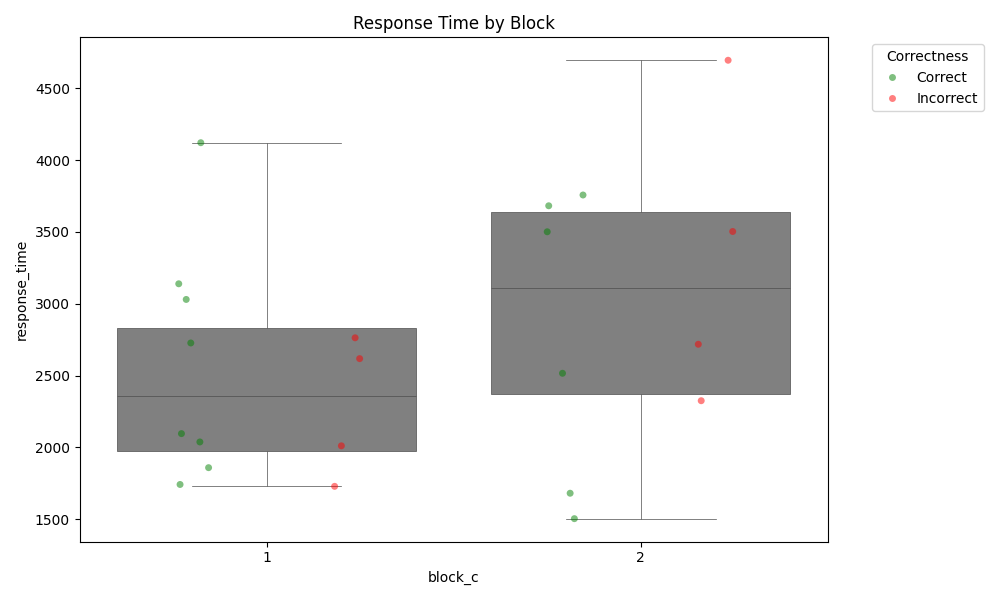 Response Time by Block
Correctness
Correct
Incorrect
response_time
4500
4000
3500
3000
2500
2000
1500
1
2
block_c